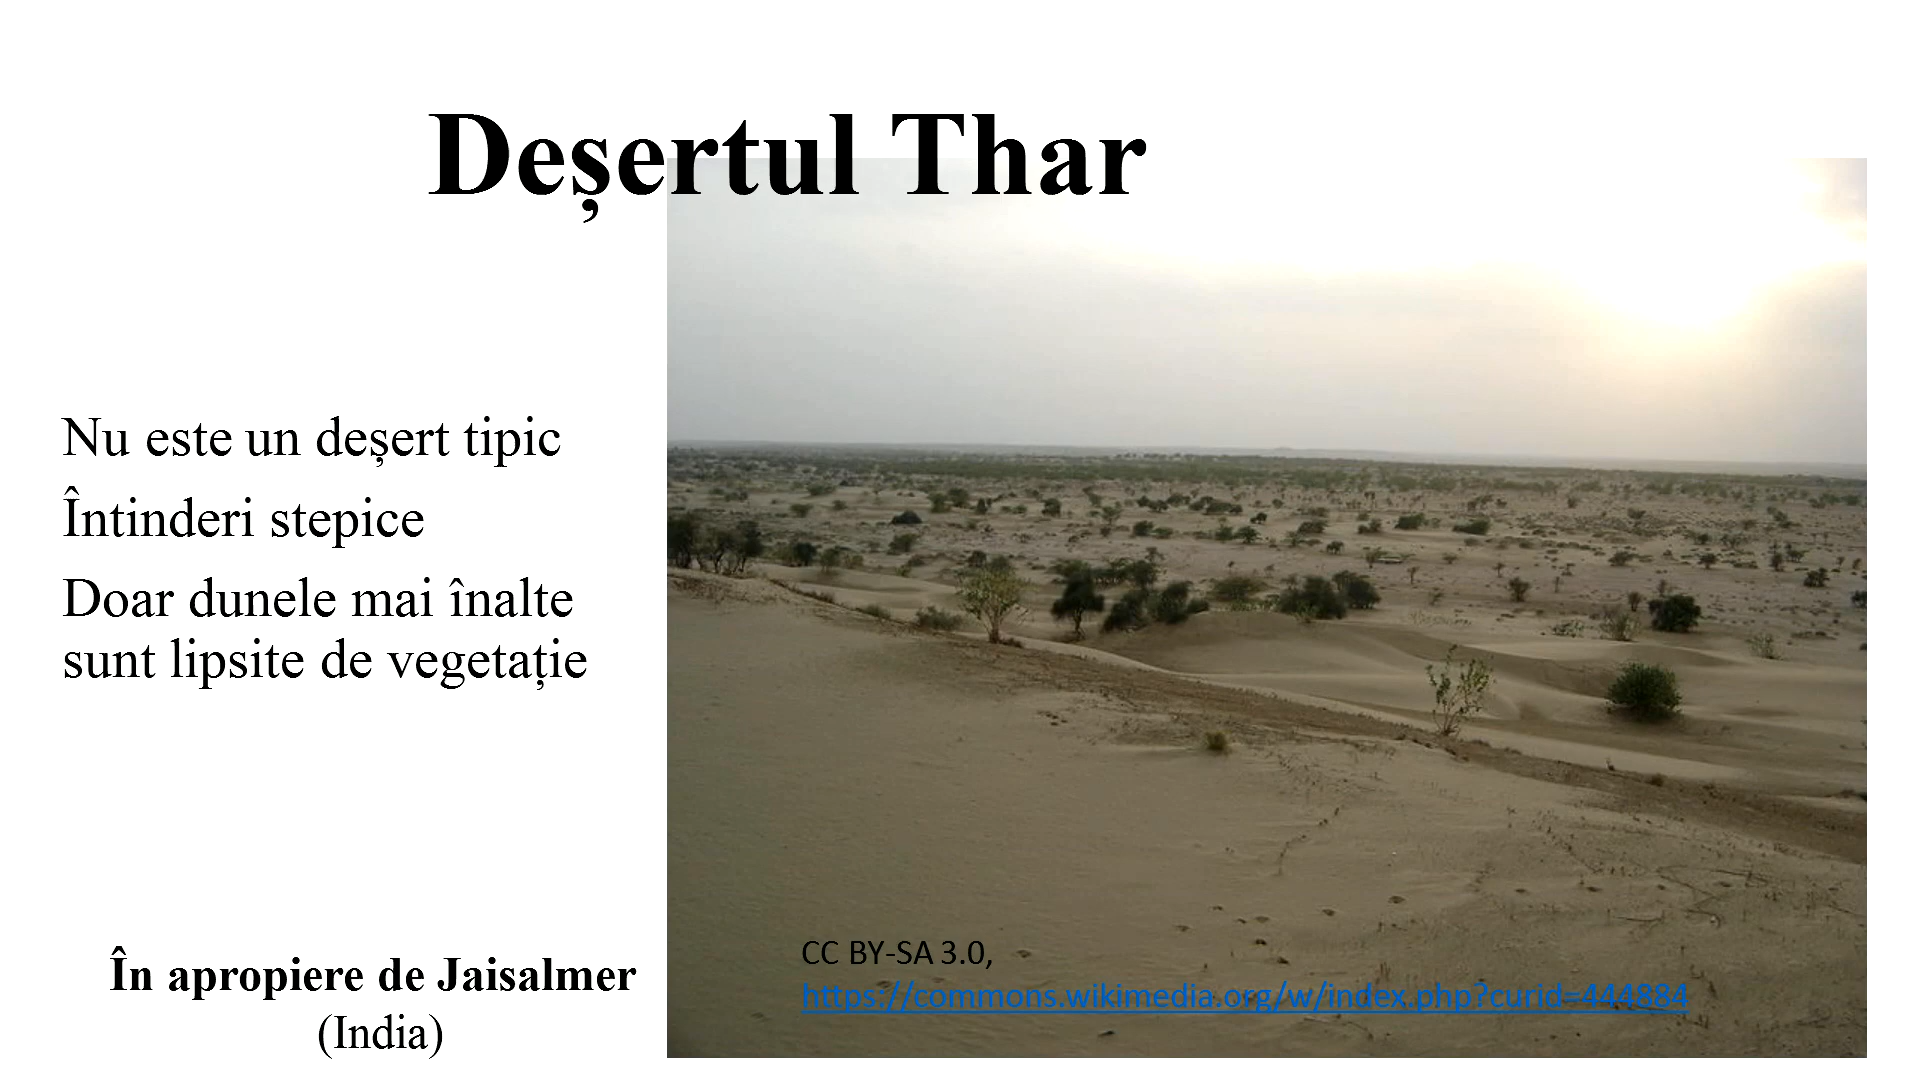 Deșertul Thar
Nu este un deșert tipic
Întinderi stepice
Doar dunele mai înalte
sunt lipsite de vegetație
În apropiere de Jaisalmer
(India)
CC BY-SA 3.0,
https://commons.wikimedia.org/w/index.php?curid=444884